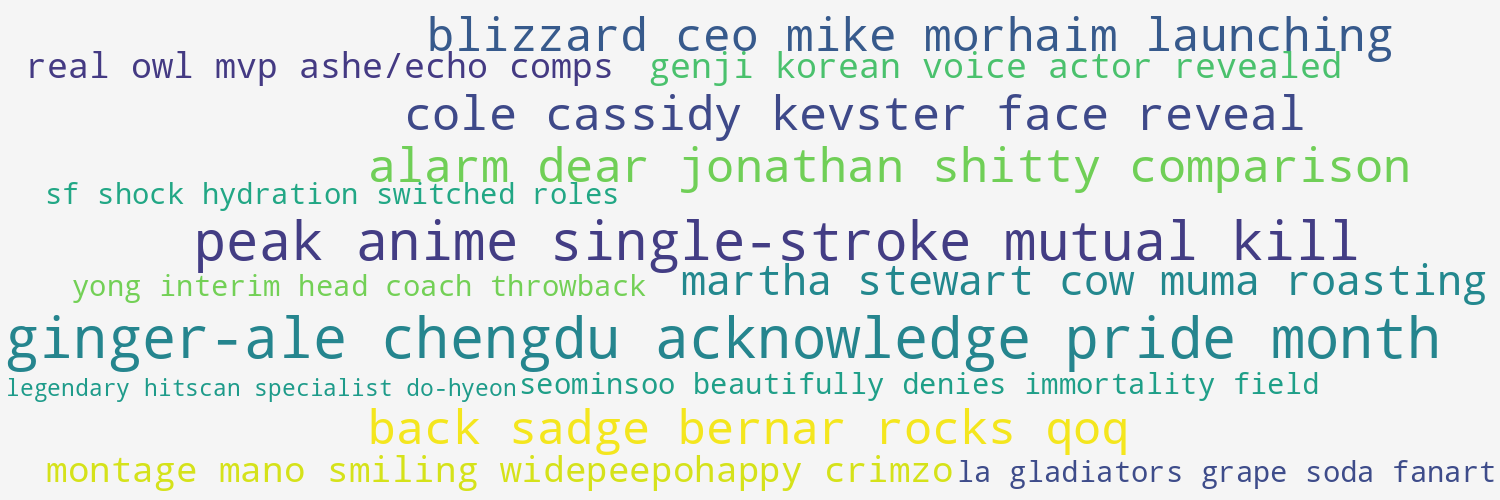 blizzard ceo mike morhaim launching
real owl mvp ashe/echo comps
genji korean voice actor revealed
cole cassidy kevster face reveal
alarm dear jonathan shitty comparison
sf shock hydration switched roles
peak anime single-stroke mutual kill
yong interim head coach throwback
martha stewart cow muma roasting
ginger-ale chengdu acknowledge pride month
legendary hitscan specialist do-hyeon
seominsoo beautifully denies immortality field
back sadge bernar rocks qoq
montage mano smiling widepeepohappy crimzo
la gladiators grape soda fanart